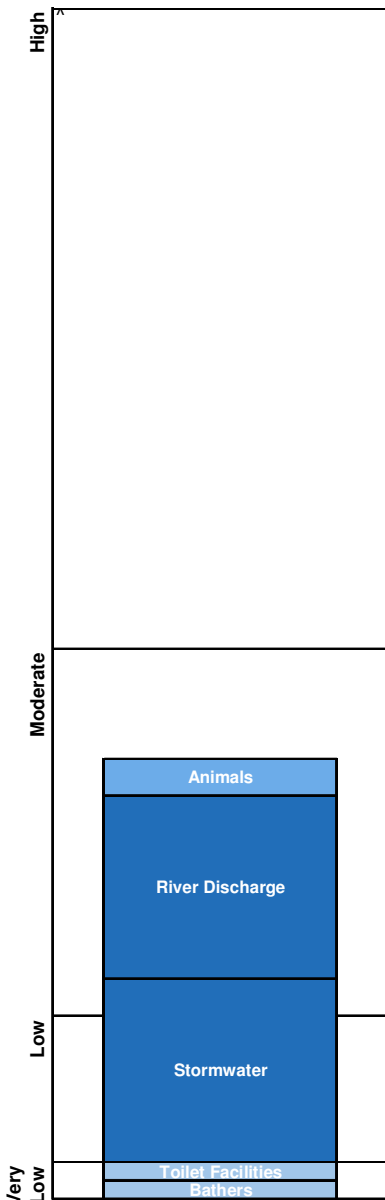 High
^
Moderate
Animals
River Discharge
Low
Stormwater
Very
Low
Toilet Facilities
Bathers